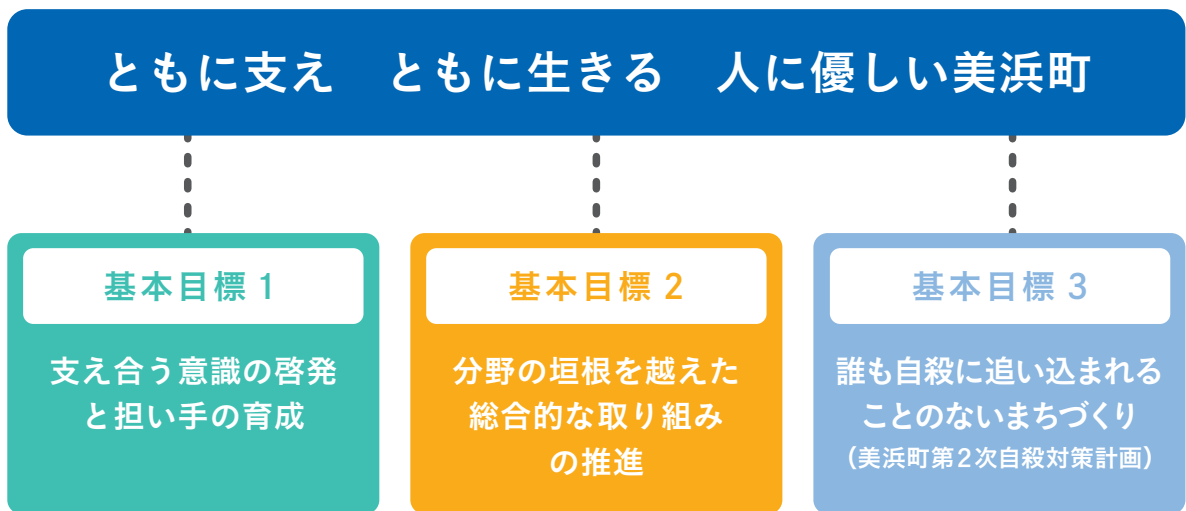 ともに支え　ともに生きる　人に優しい美浜町
基本目標 1
支え合う意識の啓発
と担い手の育成
基本目標 2
分野の垣根を越えた
総合的な取り組み
の推進
基本目標 3
誰も自殺に追い込まれる
ことのないまちづくり
（美浜町第2次自殺対策計画）